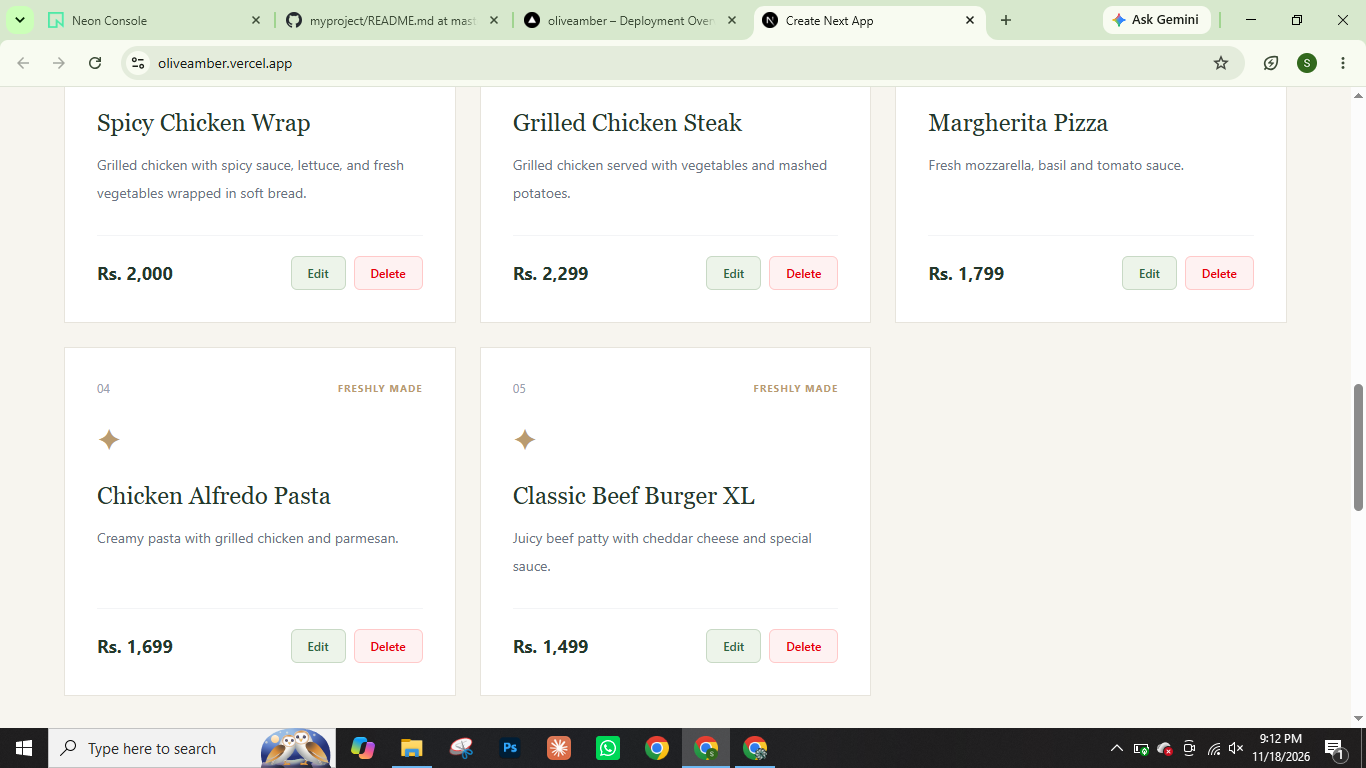 Neon Console
myproject/README.md at mast
oliveamber – Deployment Over
Create Next App
Ask Gemini
oliveamber.vercel.app
S
Spicy Chicken Wrap
Grilled chicken with spicy sauce, lettuce, and fresh
vegetables wrapped in soft bread.
Rs. 2,000
Edit
Delete
Grilled Chicken Steak
Grilled chicken served with vegetables and mashed
potatoes.
Rs. 2,299
Edit
Delete
Margherita Pizza
Fresh mozzarella, basil and tomato sauce.
Rs. 1,799
Edit
Delete
04
FRESHLY MADE
Chicken Alfredo Pasta
Creamy pasta with grilled chicken and parmesan.
Rs. 1,699
Edit
Delete
05
FRESHLY MADE
Classic Beef Burger XL
Juicy beef patty with cheddar cheese and special
sauce.
Rs. 1,499
Edit
Delete
Type here to search
Ps
9:12 PM
11/18/2026
1